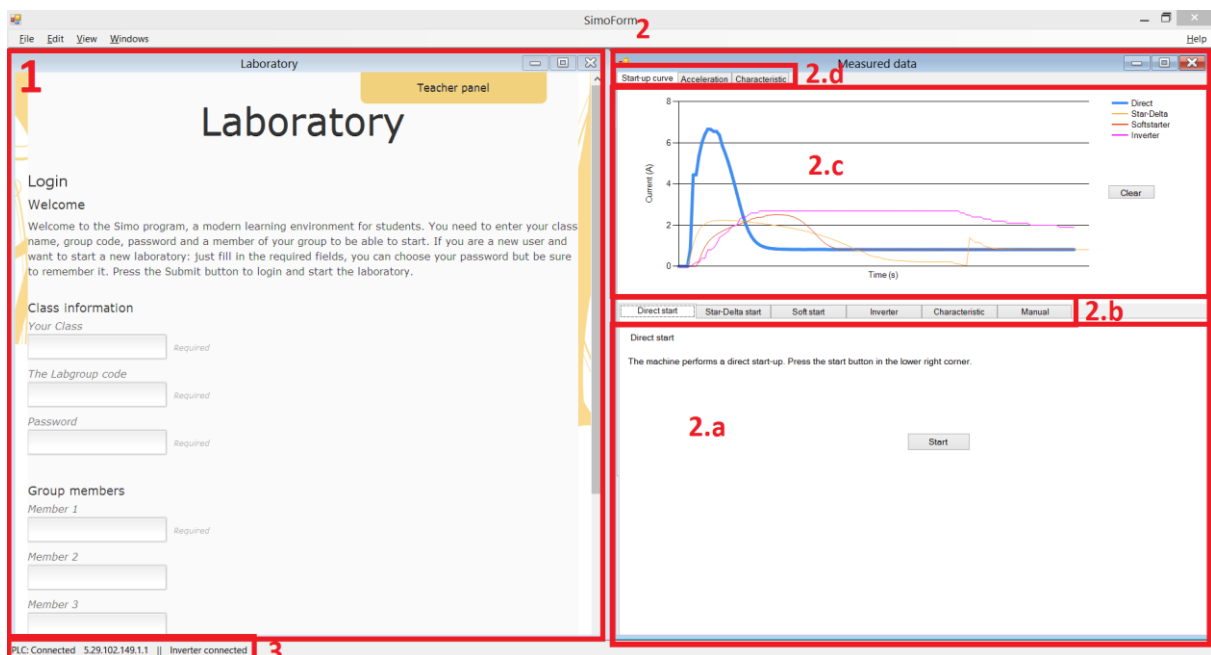 SimoForm
2
File Edit View Windows Help
1
Laboratory
Teacher panel
Laboratory
Login
Welcome
Welcome to the Simo program, a modern learning environment for students. You need to enter your class
name, group code, password and a member of your group to be able to start. If you are a new user and
want to start a new laboratory: just fill in the required fields, you can choose your password but be sure
to remember it. Press the Submit button to login and start the laboratory.
Class information
Your Class
Required
The Labgroup code
Required
Password
Required
Group members
Member 1
Required
Member 2
Member 3
Measured data
Start-up curve Acceleration Characteristic
2.d
8
6
4
2
0
Current (A)
Time (s)
2.c
Direct
Star-Delta
Softstarter
Inverter
Clear
Direct start Star-Delta start Soft start Inverter Characteristic Manual
2.b
Direct start
The machine performs a direct start-up. Press the start button in the lower right corner.
2.a
Start
PLC: Connected 5.29.102.149.1.1 || Inverter connected
3